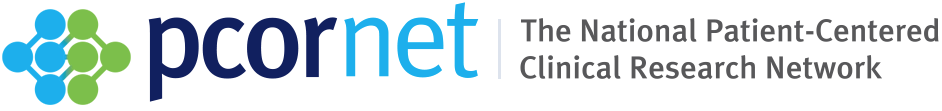 pcornet
The National Patient-Centered
Clinical Research Network